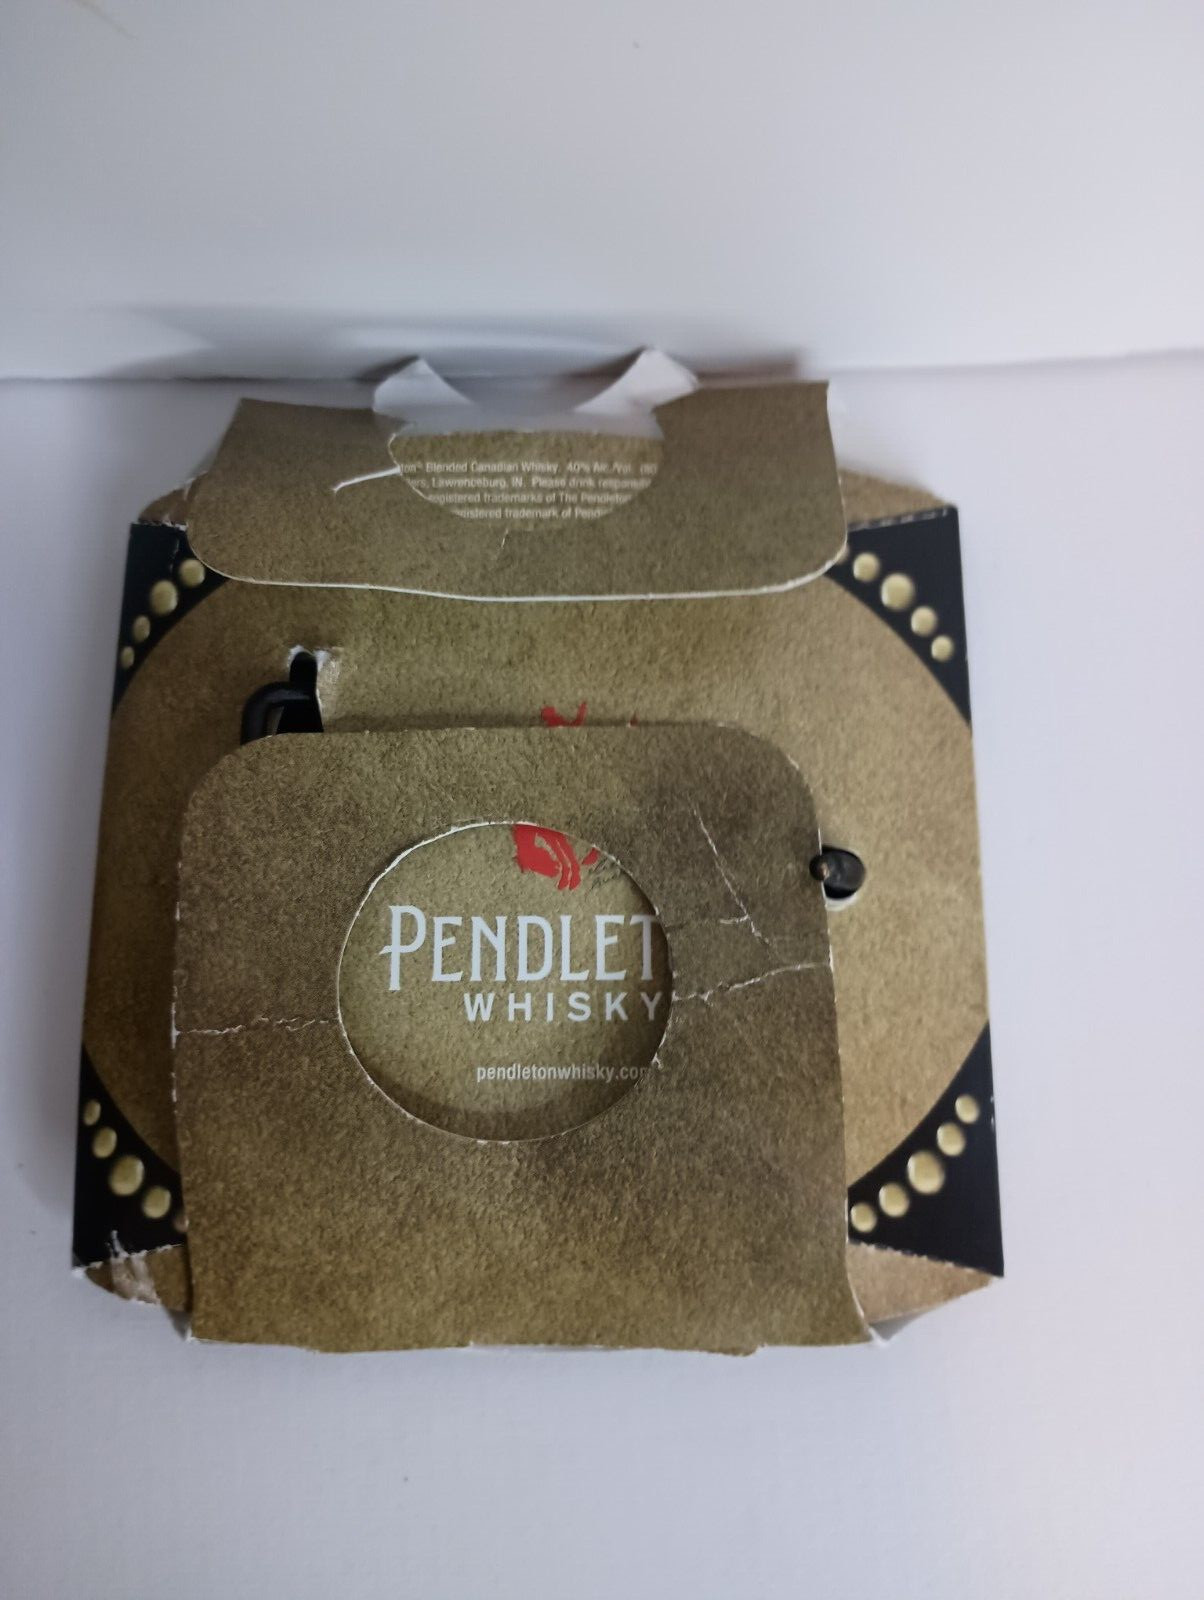 Blended Canadian Whisky. 40% Alc./Vol.
Lawrenceburg, IN. Please drink
registered trademarks of The Pendleton
registered trademark of
PENDLET
WHISKY
pendletonwhisky.com